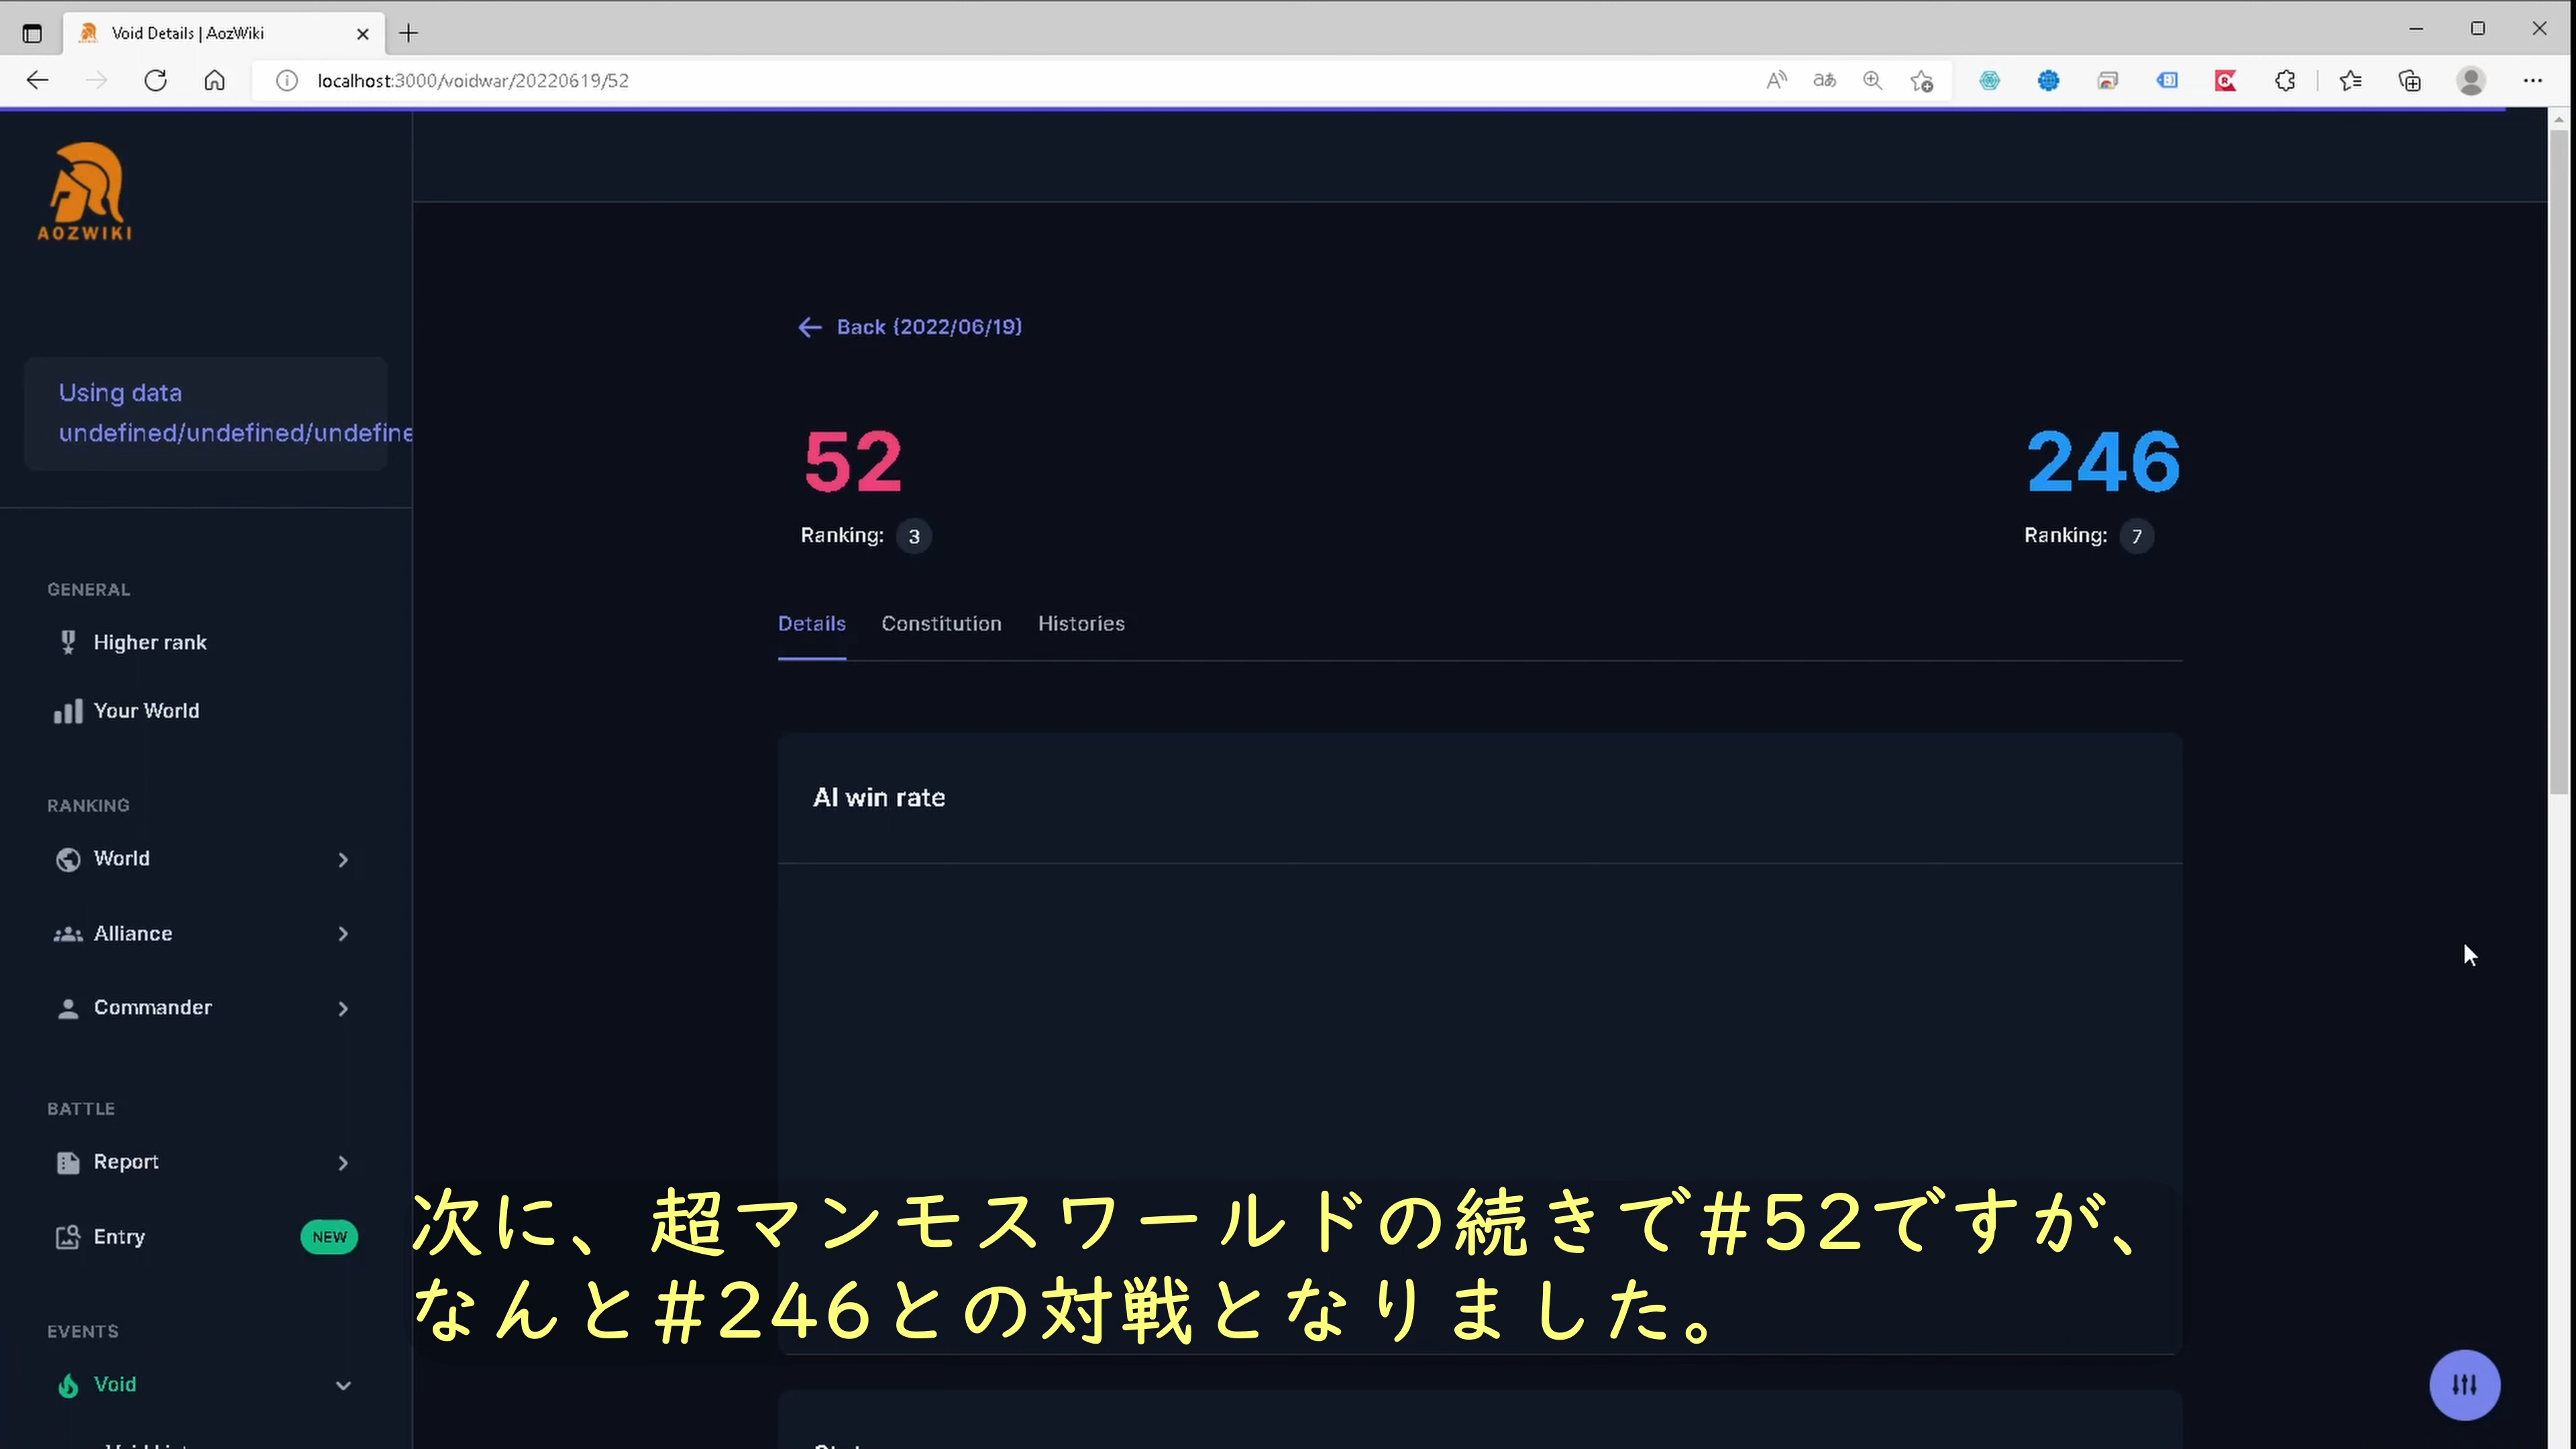 Void Details | AozWiki
localhost:3000/voidwar/20220619/52
AOZWIKI
Using data
undefined/undefined/undefine
GENERAL
Higher rank
Your World
RANKING
World
Alliance
Commander
BATTLE
Report
Entry NEW
EVENTS
Void
Back (2022/06/19)
52 246
Ranking: 3 Ranking: 7
Details Constitution Histories
AI win rate
次に、超マンモスワールドの続きで#52ですが、
なんと#246との対戦となりました。